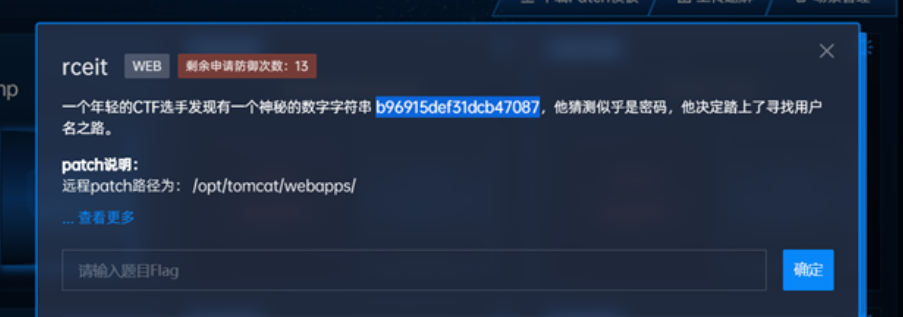 rceit WEB 剩余申请防御次数：13
np
一个年轻的CTF选手发现有一个神秘的数字字符串 b96915def31dcb47087，他猜测似乎是密码，他决定踏上了寻找用户
名之路。
patch说明：
远程patch路径为： /opt/tomcat/webapps/
... 查看更多
请输入题目Flag 确定